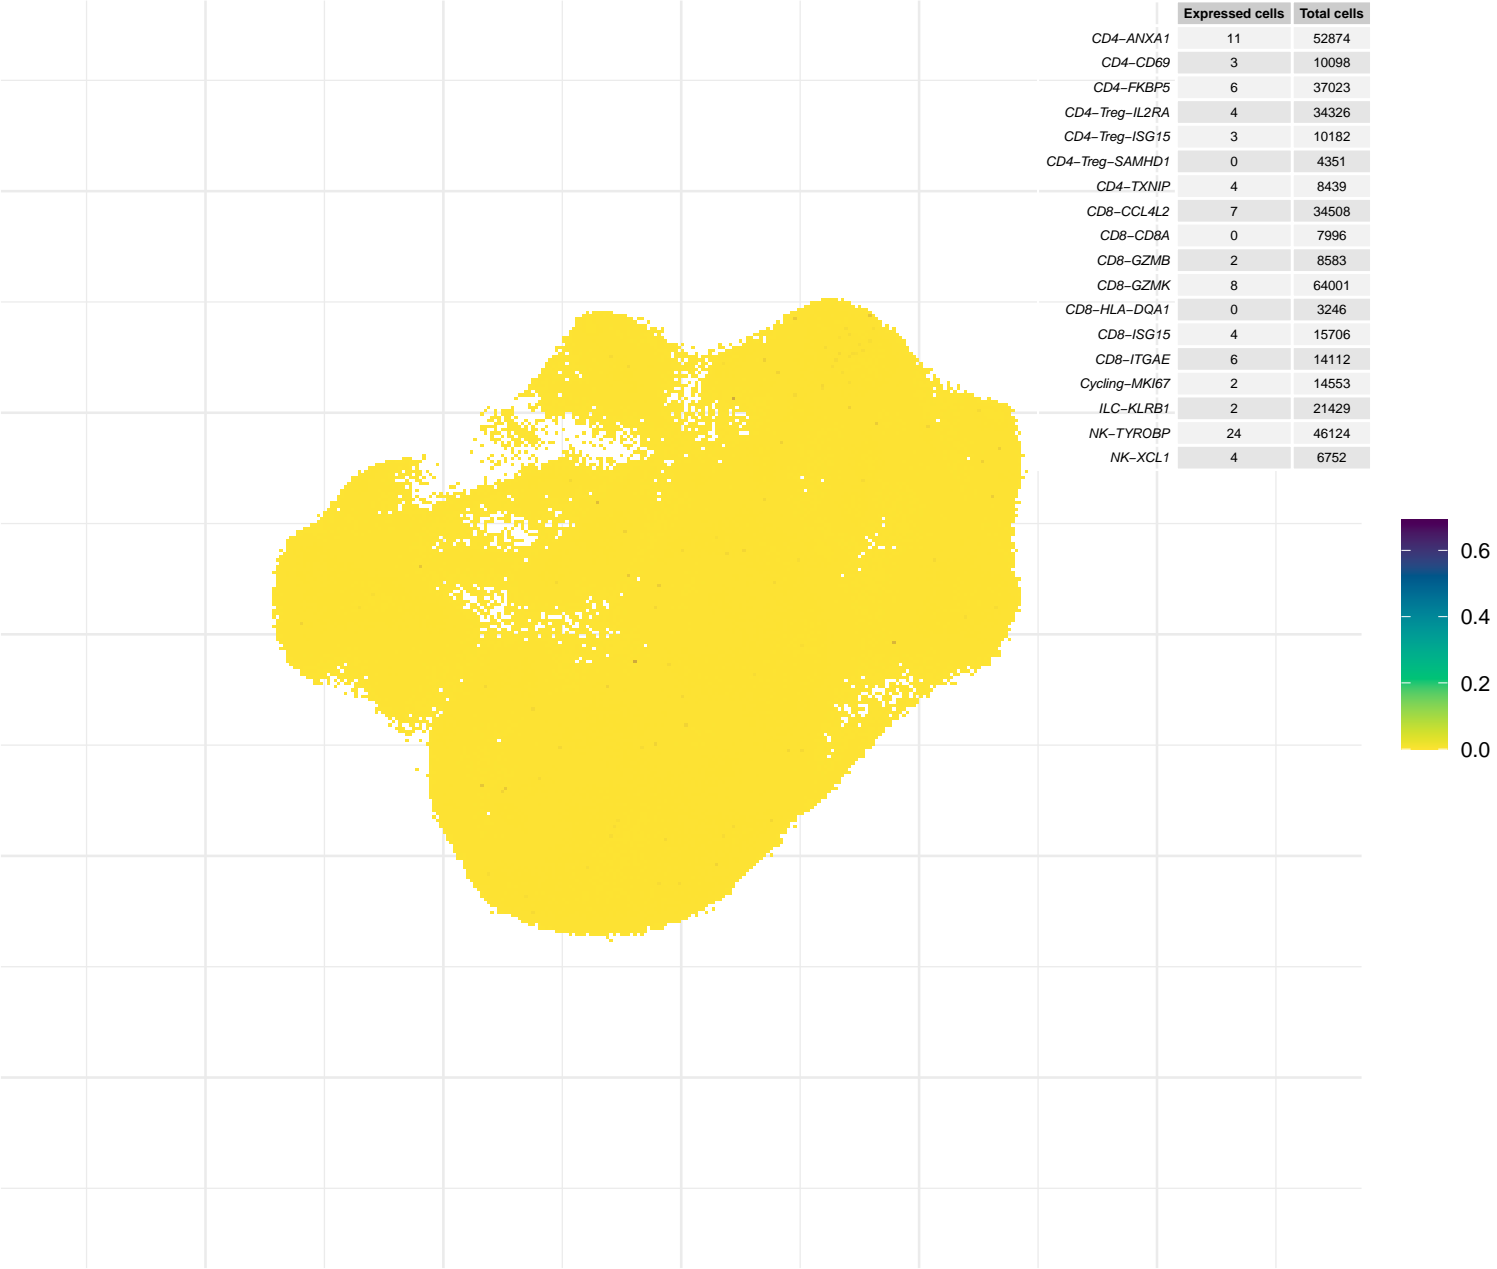 Expressed cells Total cells
CD4−ANXA1 11 52874
CD4−CD69 3 10098
CD4−FKBP5 6 37023
CD4−Treg−IL2RA 4 34326
CD4−Treg−ISG15 3 10182
CD4−Treg−SAMHD1 0 4351
CD4−TXNIP 4 8439
CD8−CCL4L2 7 34508
CD8−CD8A 0 7996
CD8−GZMB 2 8583
CD8−GZMK 8 64001
CD8−HLA−DQA1 0 3246
CD8−ISG15 4 15706
CD8−ITGAE 6 14112
Cycling−MKI67 2 14553
ILC−KLRB1 2 21429
NK−TYROBP 24 46124
NK−XCL1 4 6752
0.6
0.4
0.2
0.0